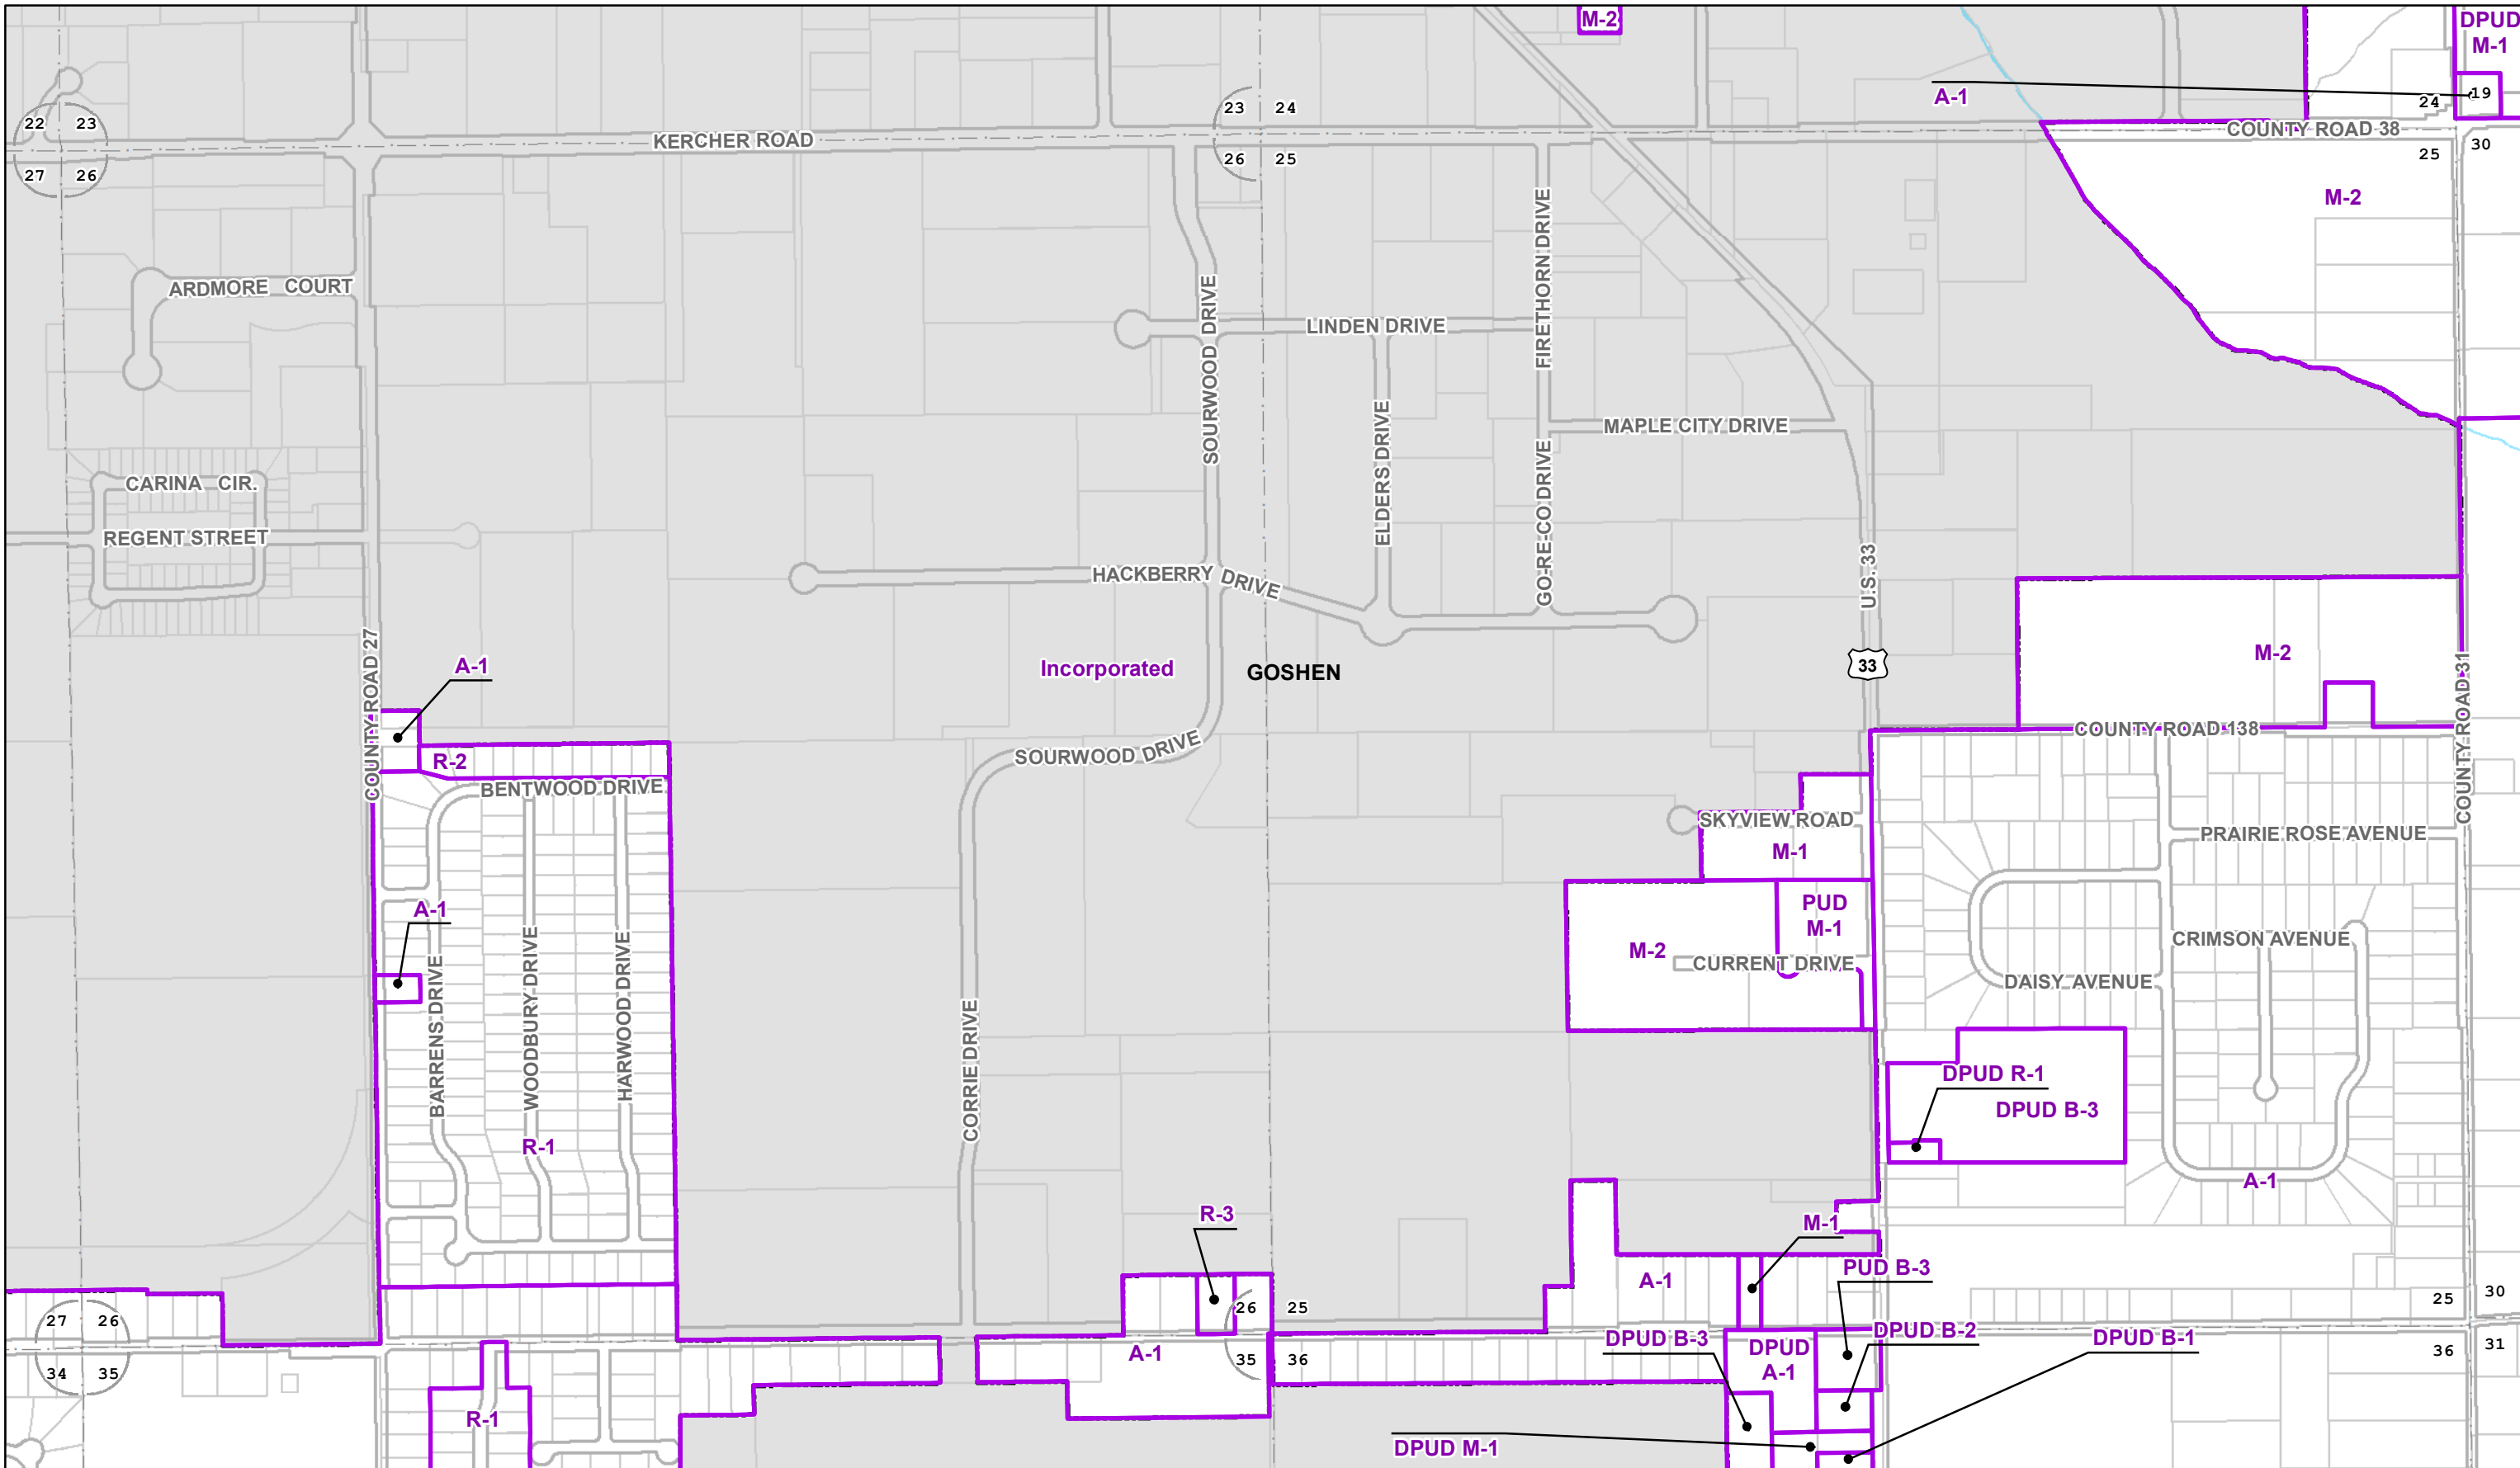 M-2
DPUD
M-1
A-1
19
24
22
23
23
24
KERCHER ROAD
COUNTY ROAD 38
27
26
26
25
25
30
M-2
ARDMORE COURT
SOURWOOD DRIVE
LINDEN DRIVE
FIRETHORN DRIVE
MAPLE CITY DRIVE
ELDERS DRIVE
GO-RE-CO DRIVE
CARINA CIR.
REGENT STREET
HACKBERRY DRIVE
U.S. 33
33
Incorporated
GOSHEN
M-2
COUNTY ROAD 27
A-1
R-2
BENTWOOD DRIVE
SOURWOOD DRIVE
COUNTY ROAD 138
COUNTY ROAD 31
SKYVIEW ROAD
M-1
PRAIRIE ROSE AVENUE
A-1
PUD
M-1
M-2
CURRENT DRIVE
CRIMSON AVENUE
DAISY AVENUE
BARRENS DRIVE
WOODBURY DRIVE
HARWOOD DRIVE
CORRIE DRIVE
R-1
DPUD R-1
DPUD B-3
A-1
R-3
M-1
A-1
PUD B-3
27
26
26
25
25
30
34
35
35
36
36
31
A-1
DPUD B-3
DPUD
A-1
DPUD B-2
DPUD B-1
R-1
DPUD M-1